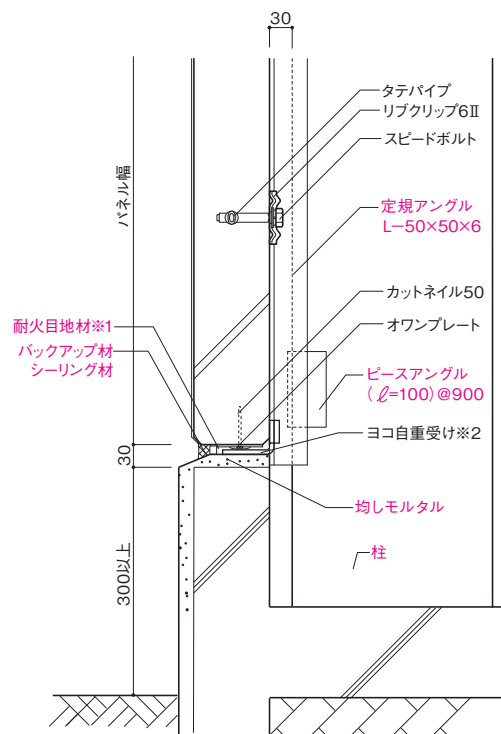 30
タテパイプ
リブクリップ6Ⅱ
スピードボルト
パネル幅
定規アングル
L−50×50×6
カットネイル50
耐火目地材※1
オワンプレート
バックアップ材
シーリング材
ピースアングル
(ℓ=100)@900
30
ヨコ自重受け※2
均しモルタル
柱
300以上